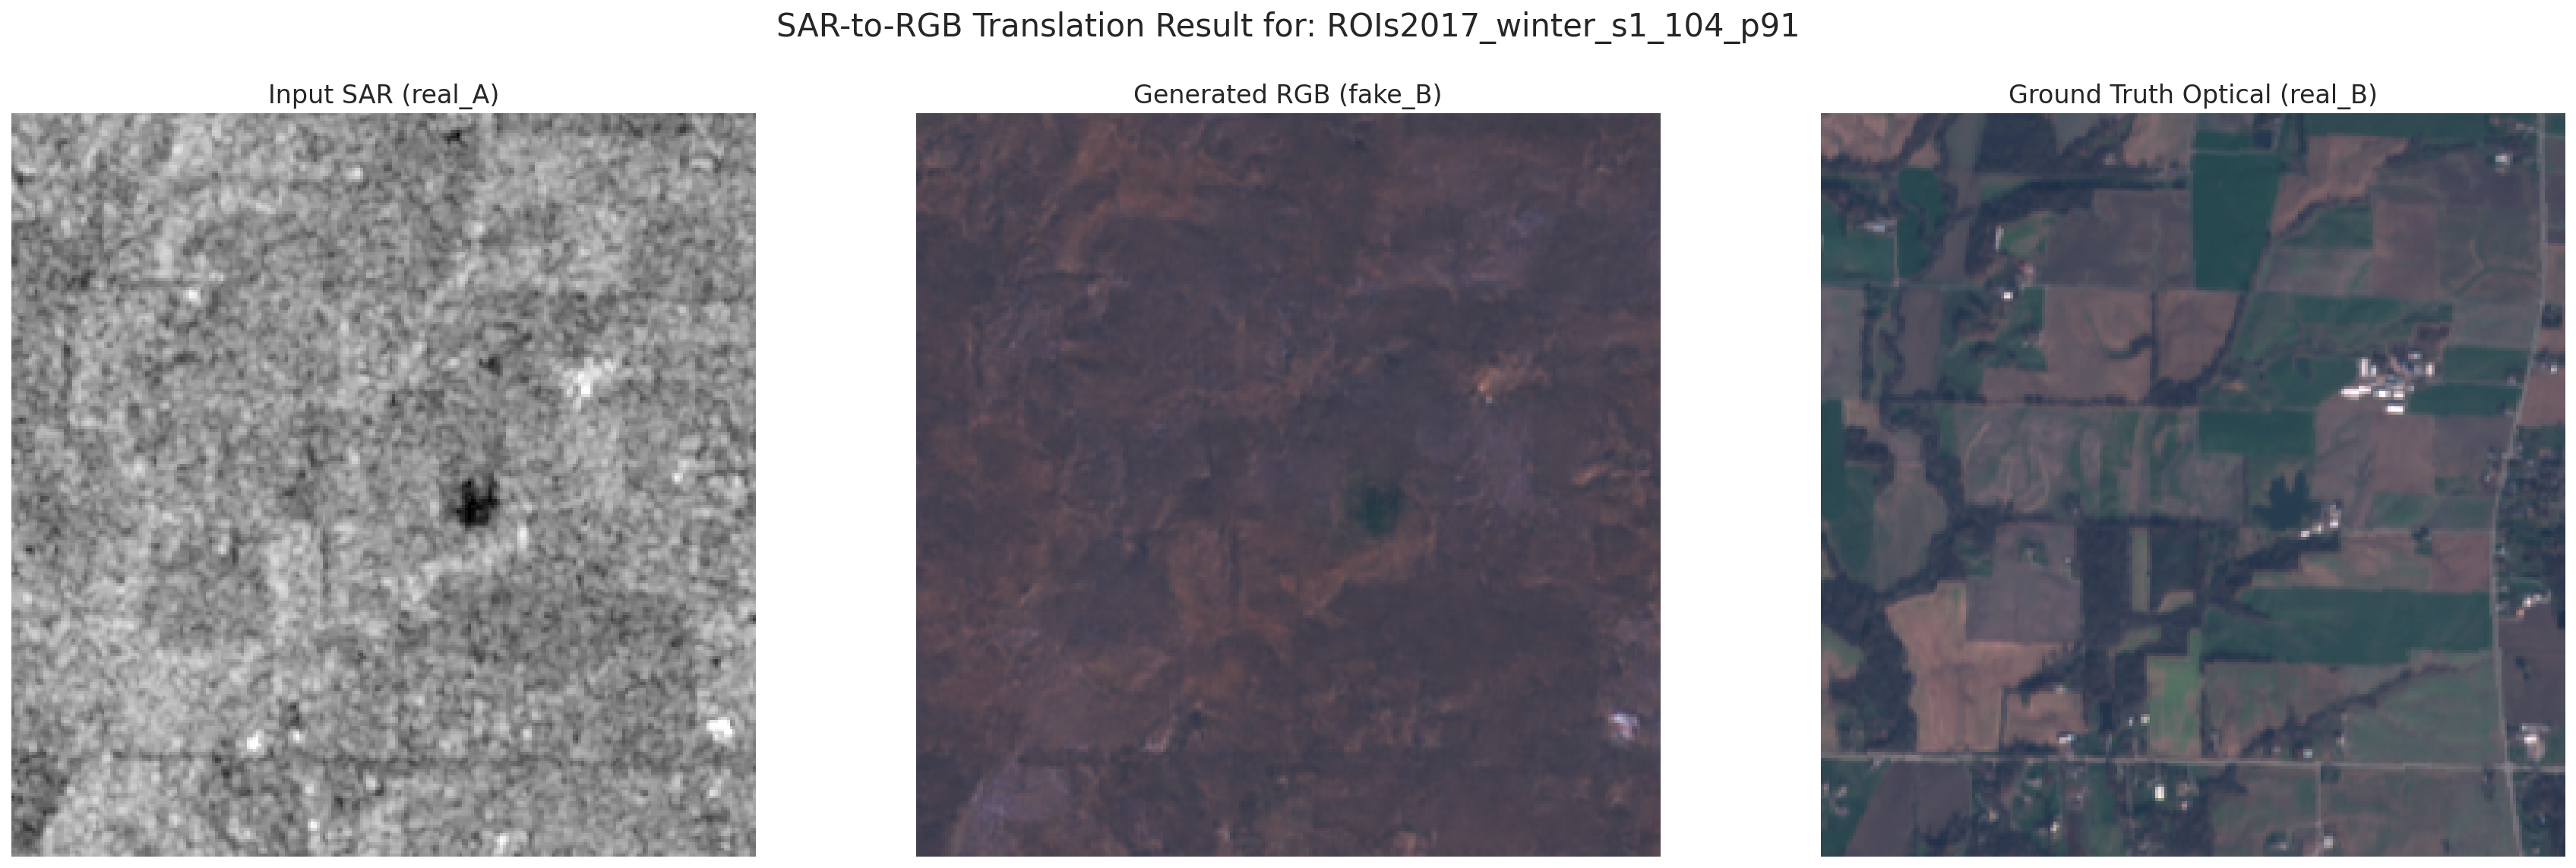 SAR-to-RGB Translation Result for: ROIs2017_winter_s1_104_p91
Input SAR (real_A)
Generated RGB (fake_B)
Ground Truth Optical (real_B)